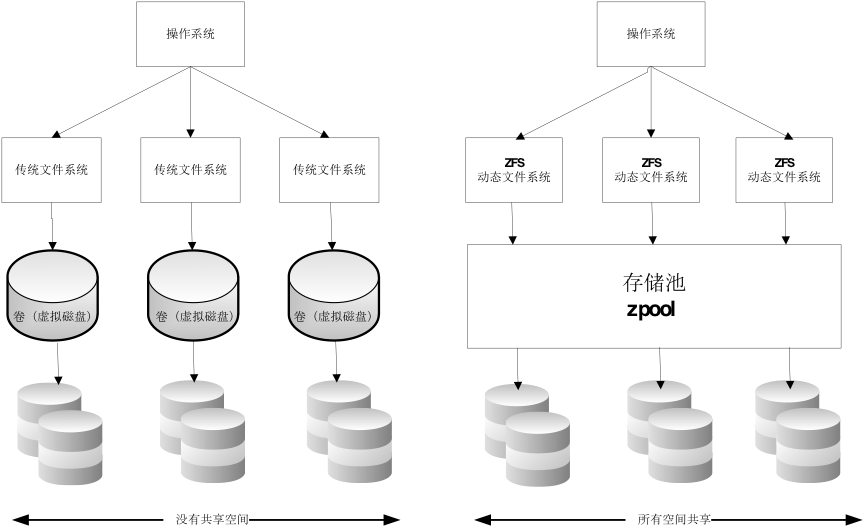 操作系统
传统文件系统
传统文件系统
传统文件系统
卷（虚拟磁盘）
卷（虚拟磁盘）
卷（虚拟磁盘）
没有共享空间
操作系统
ZFS
动态文件系统
ZFS
动态文件系统
ZFS
动态文件系统
存储池
zpool
所有空间共享